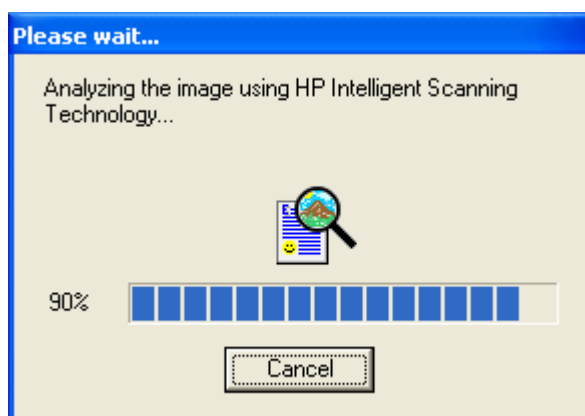 Please wait...
Analyzing the image using HP Intelligent Scanning
Technology...
90%
Cancel